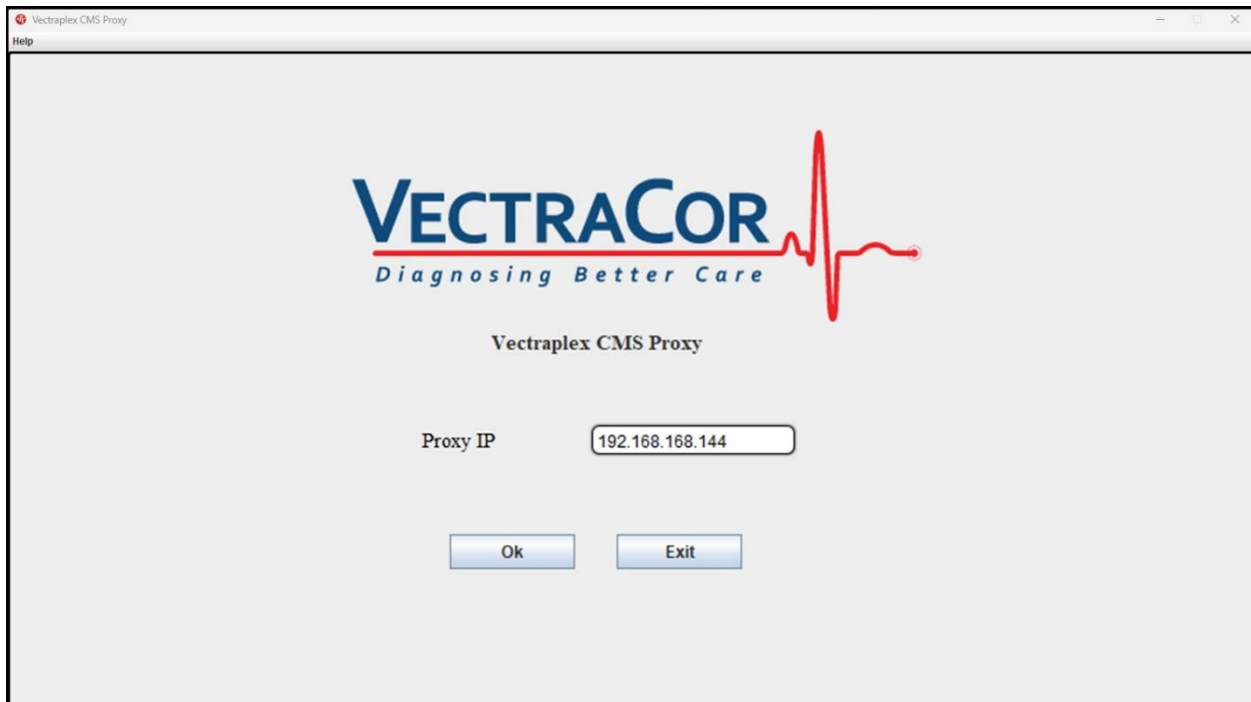 Vectraplex CMS Proxy
Help
VECTRACOR
Diagnosing Better Care
Vectraplex CMS Proxy
Proxy IP 192.168.168.144
Ok Exit